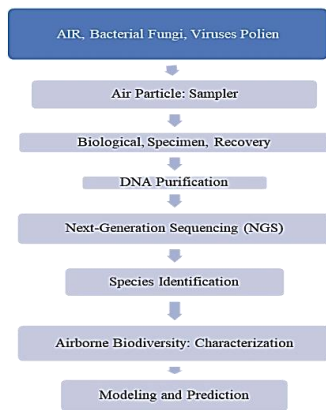 AIR, Bacterial Fungi, Viruses Polien
Air Particle: Sampler
Biological, Specimen, Recovery
DNA Purification
Next-Generation Sequencing (NGS)
Species Identification
Airborne Biodiversity: Characterization
Modeling and Prediction